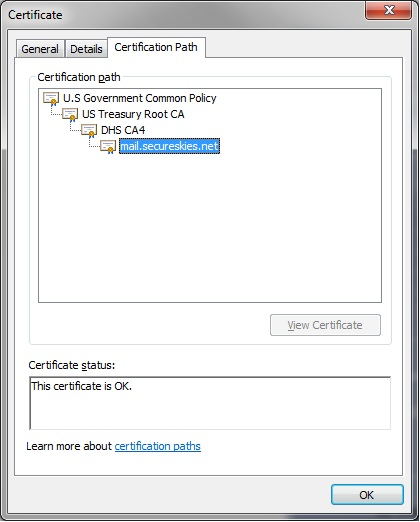 Certificate
General
Details
Certification Path
Certification path
U.S Government Common Policy
US Treasury Root CA
DHS CA4
mail.secureskies.net
View Certificate
Certificate status:
This certificate is OK.
Learn more about certification paths
OK